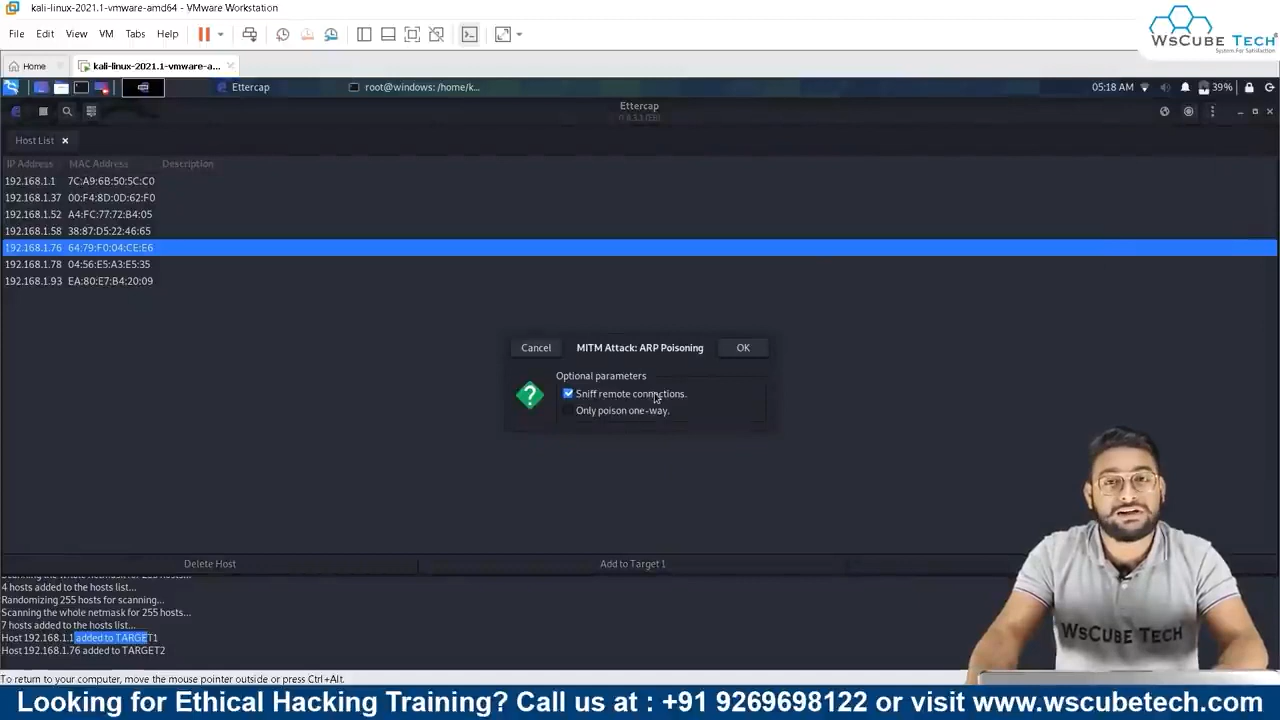 kali-linux-2021.1-vmware-amd64 - VMware Workstation
File Edit View VM Tabs Help
WsCube Tech
System For Satisfaction
Home kali-linux-2021.1-vmware-a...
Ettercap root@windows: /home/k... 05:18 AM 39%
Ettercap
Host List
IP Address MAC Address Description
192.168.1.1 7C:A9:6B:50:5C:C0
192.168.1.37 00:F4:8D:0D:62:F0
192.168.1.52 A4:FC:77:72:B4:05
192.168.1.58 38:87:D5:22:46:65
192.168.1.76 64:79:F0:04:CE:E6
192.168.1.78 04:56:E5:A3:E5:35
192.168.1.93 EA:80:E7:B4:20:09
Cancel MITM Attack: ARP Poisoning OK
Optional parameters
Sniff remote connections.
Only poison one-way.
Delete Host Add to Target 1
Scanning the whole netmask for 255 hosts...
4 hosts added to the hosts list...
Randomizing 255 hosts for scanning...
Scanning the whole netmask for 255 hosts...
7 hosts added to the hosts list...
Host 192.168.1.1 added to TARGET1
Host 192.168.1.76 added to TARGET2
WsCube Tech
To return to your computer, move the mouse pointer outside or press Ctrl+Alt.
Looking for Ethical Hacking Training? Call us at : +91 9269698122 or visit www.wscubetech.com